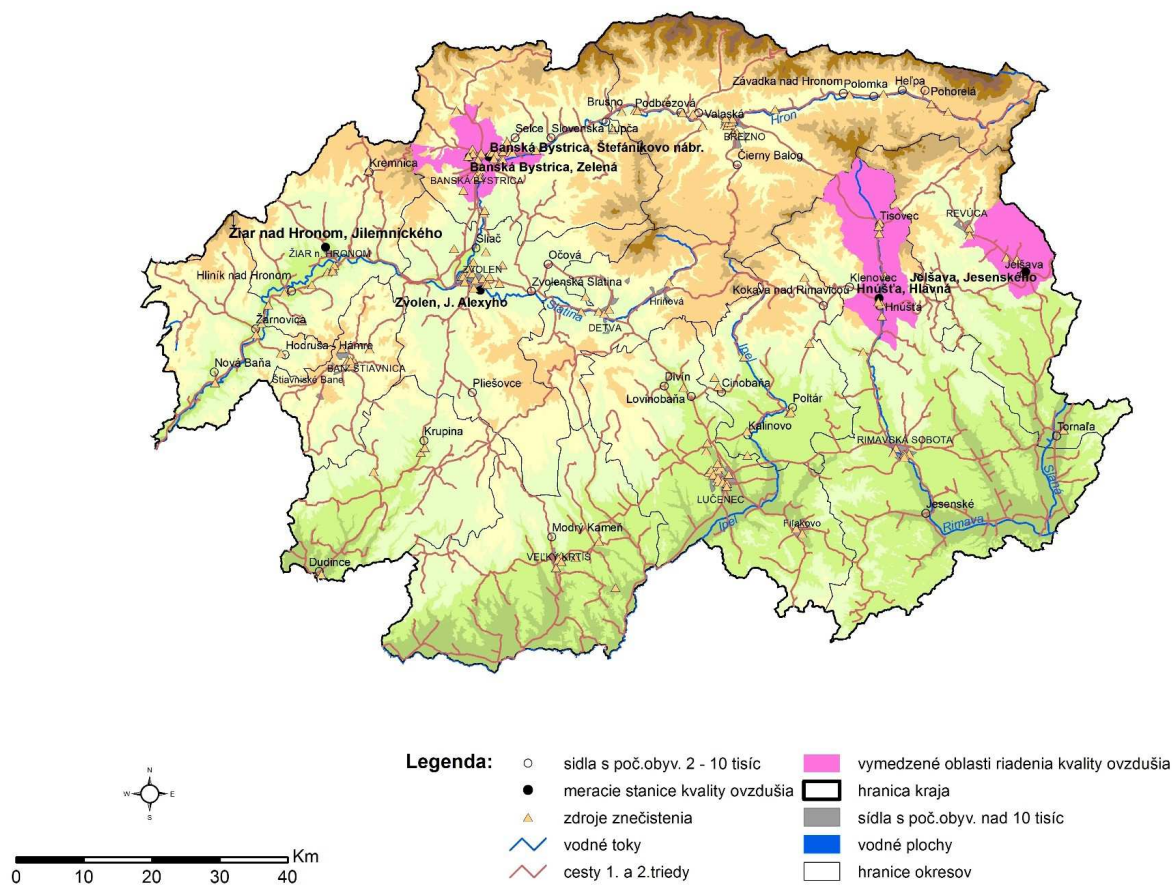 Závadka nad Hronom
Polomka
Heľpa
Pohorelá
Brusno
Podbrezová
Valaská
Hron
BREZNO
Selce
Slovenská Ľupča
Banská Bystrica, Štefánikovo nábr.
Banská Bystrica, Zelená
BANSKÁ BYSTRICA
Kremnica
Čierny Balog
Tisovec
REVÚCA
Žiar nad Hronom, Jilemnického
ŽIAR n. HRONOM
Sliač
Očová
Jelšava
Hliník nad Hronom
ZVOLEN
Zvolenská Slatina
Klenovec
Jelšava, Jesenského
Kokava nad Rimavicou
Hnúšťa, Hlavná
Zvolen, J. Alexyho
Slatina
Hriňová
Hnúšťa
DETVA
Žarnovica
Hodruša - Hámre
BAN. ŠTIAVNICA
Ipeľ
Nová Baňa
Štiavnické Bane
Pliešovce
Divín
Cinobaňa
Lovinobaňa
Poltár
Krupina
Kalinovo
RIMAVSKÁ SOBOTA
Tornaľa
Slaná
LUČENEC
Jesenské
Rimava
Ipeľ
Fiľakovo
Modrý Kameň
VEĽKÝ KRTÍŠ
Dudince
Legenda:
sidla s poč.obyv. 2 - 10 tisíc
meracie stanice kvality ovzdušia
zdroje znečistenia
vodné toky
cesty 1. a 2.triedy
vymedzené oblasti riadenia kvality ovzdušia
hranica kraja
sídla s poč.obyv. nad 10 tisíc
vodné plochy
hranice okresov
N
W
E
S
Km
0 10 20 30 40